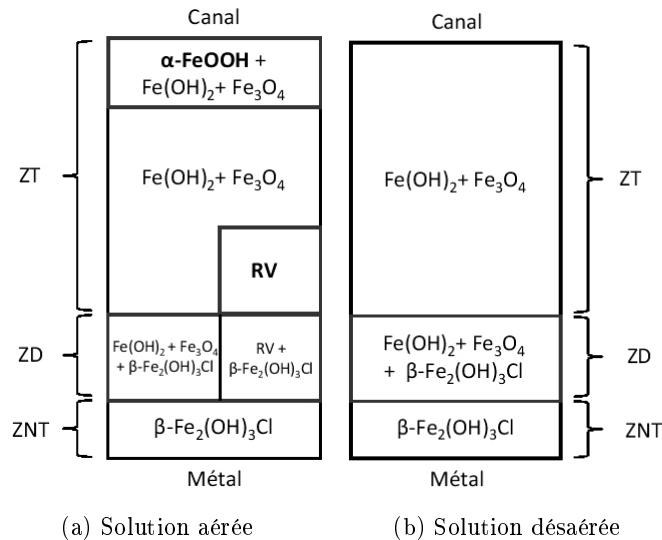 Canal
α-FeOOH +
Fe(OH)₂+ Fe₃O₄
Fe(OH)₂+ Fe₃O₄
RV
Fe(OH)₂ + Fe₃O₄
+ β-Fe₂(OH)₃Cl
RV +
β-Fe₂(OH)₃Cl
β-Fe₂(OH)₃Cl
Métal
ZT
ZD
ZNT
(a) Solution aérée
Canal
Fe(OH)₂+ Fe₃O₄
Fe(OH)₂+ Fe₃O₄
+ β-Fe₂(OH)₃Cl
β-Fe₂(OH)₃Cl
Métal
ZT
ZD
ZNT
(b) Solution désaérée